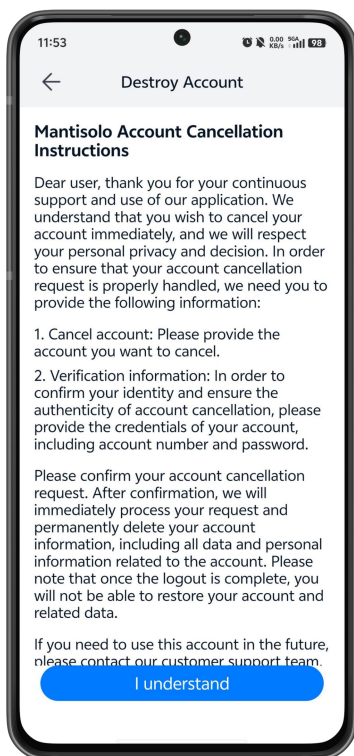 11:53
0.00 KB/s 5GA 98
Destroy Account
Mantisolo Account Cancellation
Instructions
Dear user, thank you for your continuous
support and use of our application. We
understand that you wish to cancel your
account immediately, and we will respect
your personal privacy and decision. In order
to ensure that your account cancellation
request is properly handled, we need you to
provide the following information:
1. Cancel account: Please provide the
account you want to cancel.
2. Verification information: In order to
confirm your identity and ensure the
authenticity of account cancellation, please
provide the credentials of your account,
including account number and password.
Please confirm your account cancellation
request. After confirmation, we will
immediately process your request and
permanently delete your account
information, including all data and personal
information related to the account. Please
note that once the logout is complete, you
will not be able to restore your account and
related data.
If you need to use this account in the future,
please contact our customer support team.
I understand